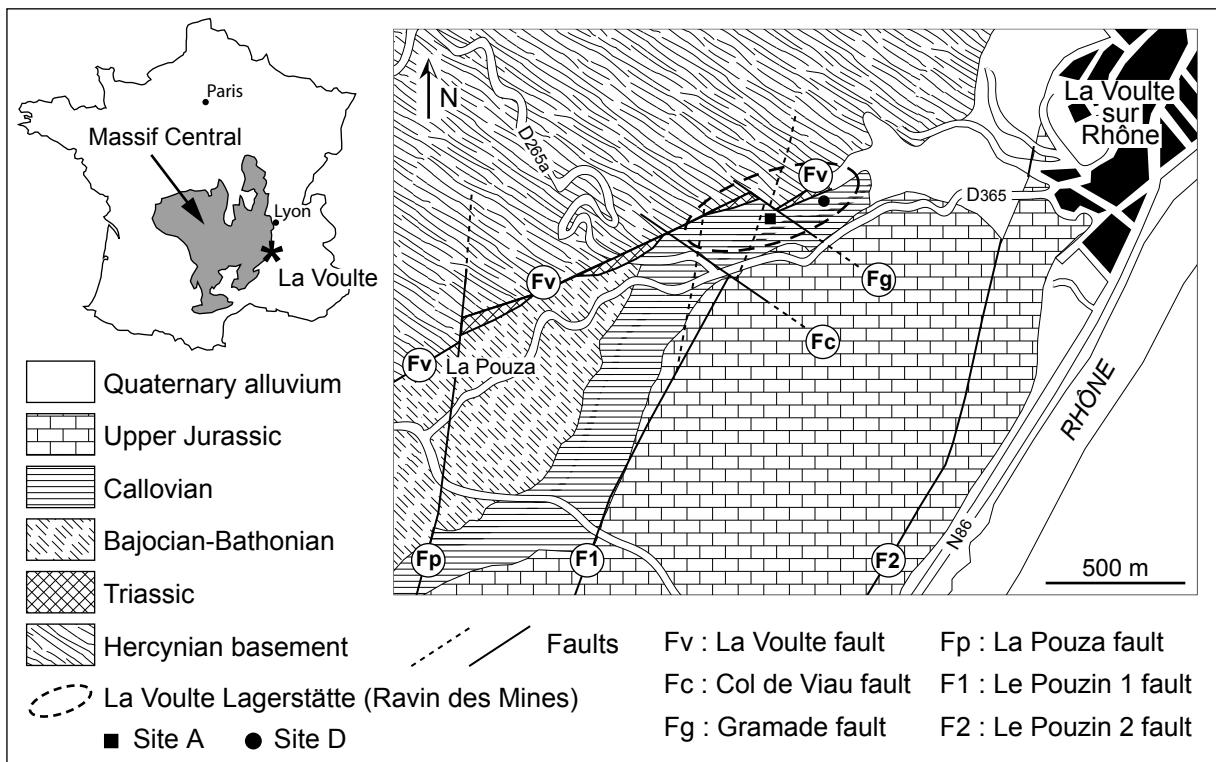 Paris
Massif Central
Lyon
La Voulte
N
D265a
La Voulte
sur
Rhône
Fv
D365
Fg
Fv
Fc
Fv
La Pouza
RHÔNE
N86
Fp
F1
F2
500 m
Quaternary alluvium
Upper Jurassic
Callovian
Bajocian-Bathonian
Triassic
Hercynian basement
La Voulte Lagerstätte (Ravin des Mines)
Site A
Site D
Faults
Fv : La Voulte fault
Fc : Col de Viau fault
Fg : Gramade fault
Fp : La Pouza fault
F1 : Le Pouzin 1 fault
F2 : Le Pouzin 2 fault